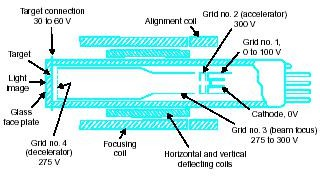 Target connection
30 to 60 V
Alignment coil
Grid no. 2 (accelerator)
300 V
Grid no. 1,
0 to 100 V
Target
Light
image
Glass
face plate
Cathode, 0V
Grid no. 4
(decelerator)
275 V
Focusing
coil
Grid no. 3 (beam focus)
275 to 300 V
Horizontal and vertical
deflecting coils